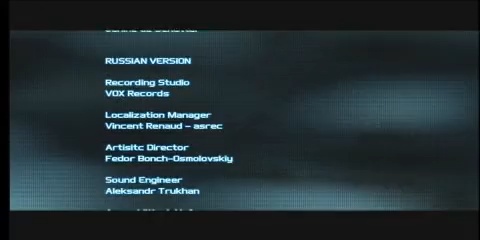 RUSSIAN VERSION
Recording Studio
VOX Records
Localization Manager
Vincent Renaud - asrec
Artisitc Director
Fedor Bonch-Osmolovskiy
Sound Engineer
Aleksandr Trukhan